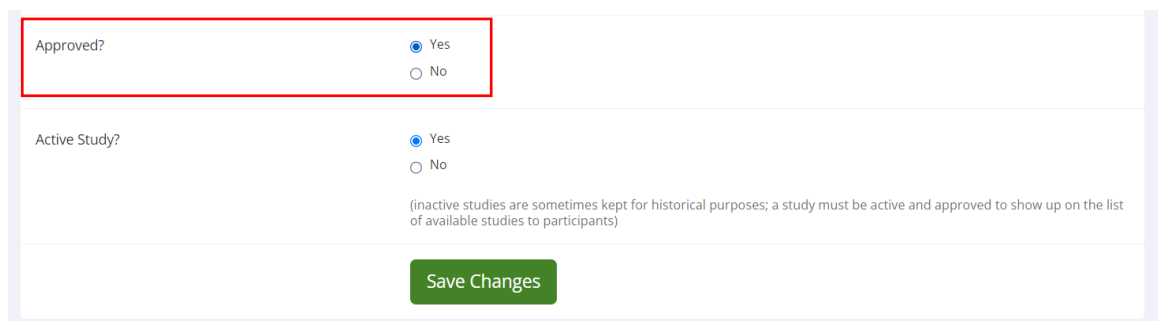 Approved?
Yes
No
Active Study?
Yes
No
(inactive studies are sometimes kept for historical purposes; a study must be active and approved to show up on the list
of available studies to participants)
Save Changes